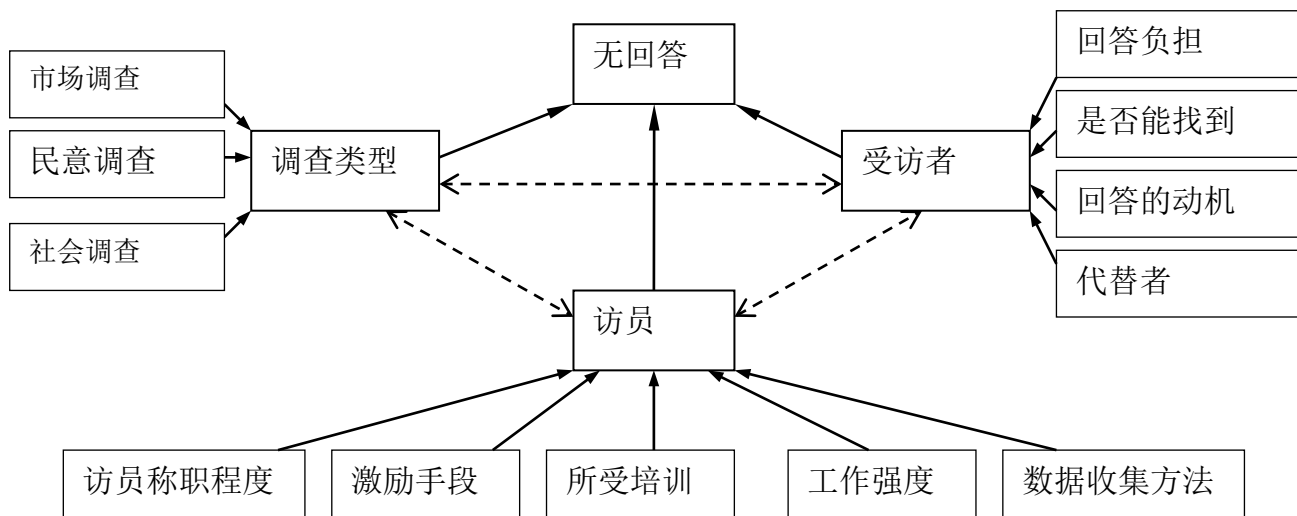 无回答
回答负担
市场调查
是否能找到
民意调查
调查类型
受访者
回答的动机
社会调查
代替者
访员
访员称职程度
激励手段
所受培训
工作强度
数据收集方法